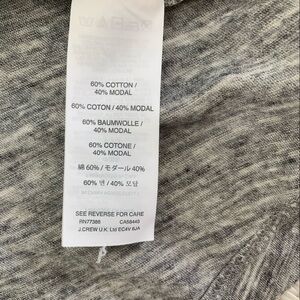 60% COTTON /
40% MODAL
60% COTON / 40% MODAL
60% BAUMWOLLE /
40% MODAL
60% COTONE /
40% MODAL
綿 60% / モダール 40%
60% 면 / 40% 모달
SEE REVERSE FOR CARE
RN77388 CA58448
J.CREW U.K. Ltd EC4V 6JA